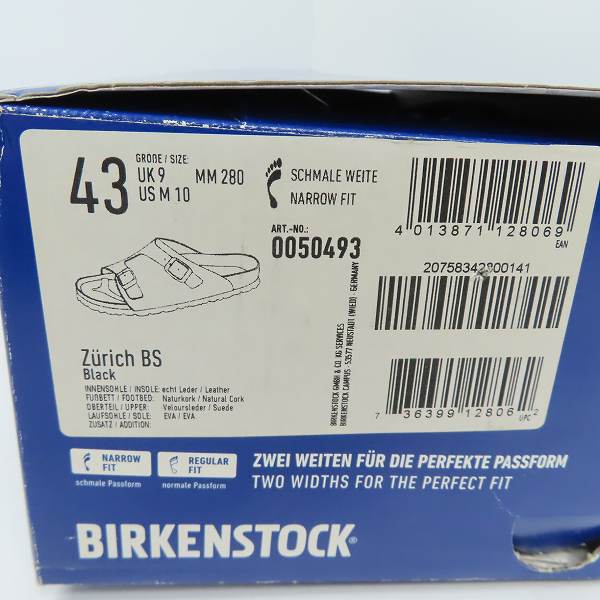 43
GRÖßE / SIZE:
UK 9
US M 10
MM 280
SCHMALE WEITE
NARROW FIT
ART.-NO.:
0050493
4 013871 128069
EAN
Zürich BS
Black
INNENSOHLE / INSOLE: echt Leder / Leather
FUßBETT / FOOTBED: Naturkork / Natural Cork
OBERTEIL / UPPER: Veloursleder / Suede
LAUFSOHLE / SOLE: EVA / EVA
ZUSATZ / ADDITION:
BIRKENSTOCK GMBH & CO. KG SERVICES
BIRKENSTOCK CAMPUS · 53577 NEUSTADT (WIED) · GERMANY
7 36399 12806 2
UPC
NARROW FIT
schmale Passform
REGULAR FIT
normale Passform
ZWEI WEITEN FÜR DIE PERFEKTE PASSFORM
TWO WIDTHS FOR THE PERFECT FIT
BIRKENSTOCK®